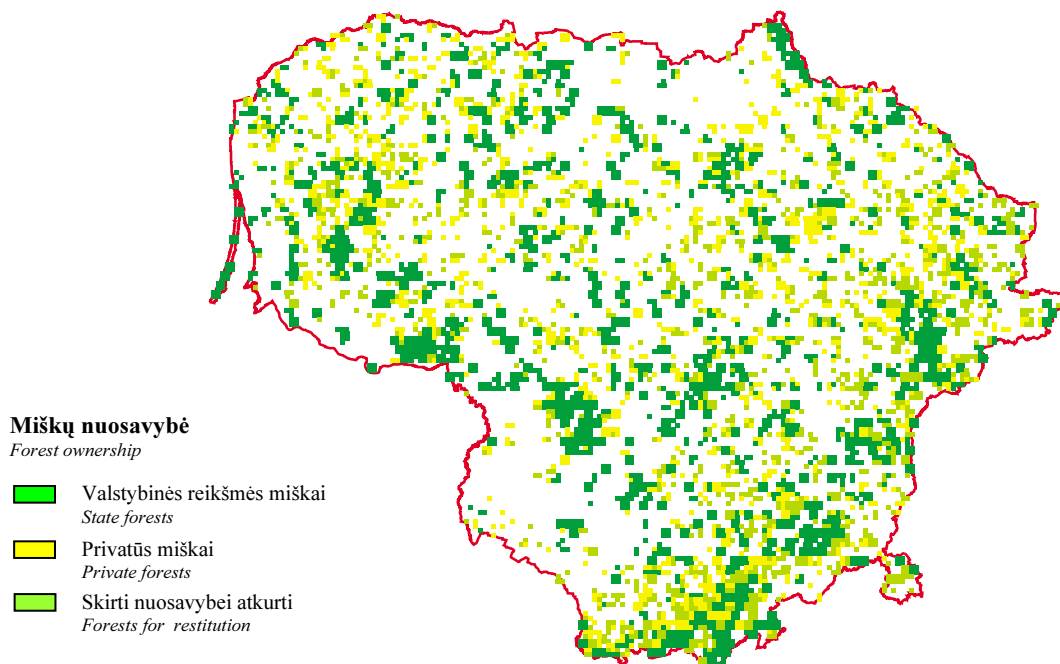 Miškų nuosavybė
Forest ownership
Valstybinės reikšmės miškai
State forests
Privatūs miškai
Private forests
Skirti nuosavybei atkurti
Forests for restitution